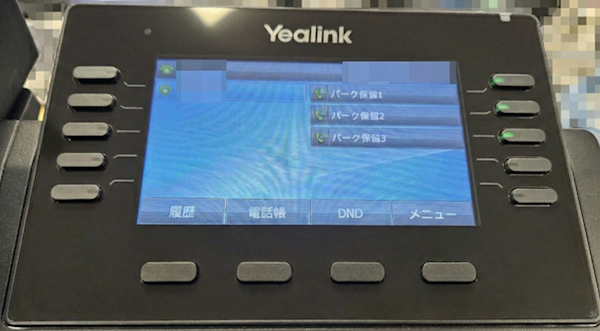 Yealink
パーク保留1
パーク保留2
パーク保留3
履歴
電話帳
DND
メニュー